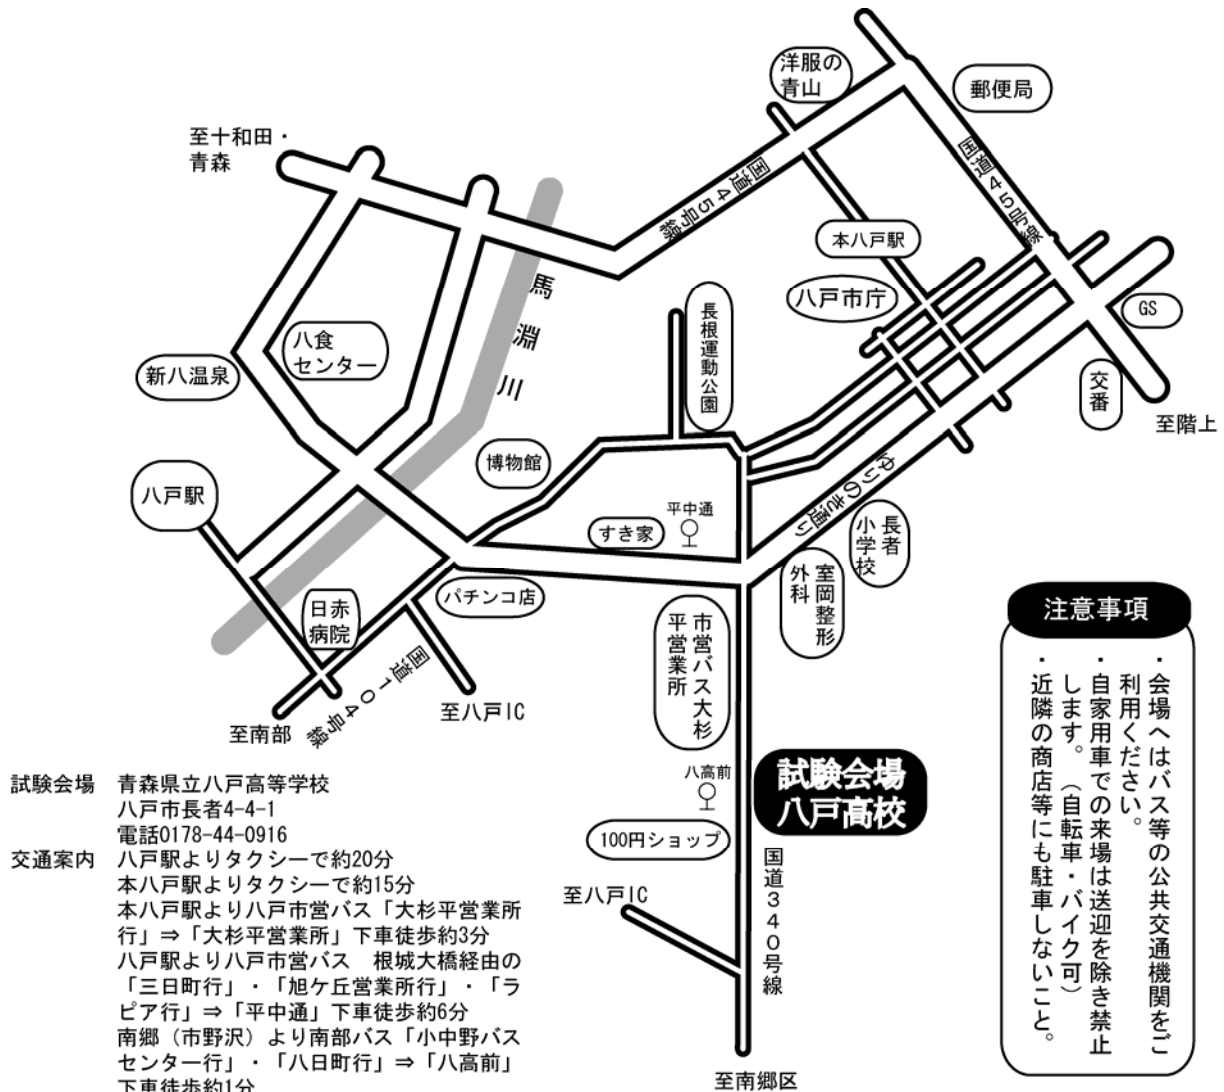 洋服の
青山
郵便局
至十和田・
青森
国道45号線
国道45号線
本八戸駅
八戸市庁
馬淵川
長根運動公園
GS
八食
センター
新八温泉
交番
至階上
博物館
八戸駅
平中通
すき家
ゆりのき通り
長者
小学校
室岡整形
外科
パチンコ店
日赤
病院
市営バス大杉
平営業所
国道104号線
至八戸IC
至南部
八高前
試験会場
八戸高校
100円ショップ
国道340号線
至八戸IC
至南郷区
注意事項
・会場へはバス等の公共交通機関をご
利用ください。
・自家用車での来場は送迎を除き禁止
します。（自転車・バイク可）
・近隣の商店等にも駐車しないこと。
試験会場 青森県立八戸高等学校
八戸市長者4-4-1
電話0178-44-0916
交通案内 八戸駅よりタクシーで約20分
本八戸駅よりタクシーで約15分
本八戸駅より八戸市営バス「大杉平営業所
行」⇒「大杉平営業所」下車徒歩約3分
八戸駅より八戸市営バス 根城大橋経由の
「三日町行」・「旭ケ丘営業所行」・「ラ
ピア行」⇒「平中通」下車徒歩約6分
南郷（市野沢）より南部バス「小中野バス
センター行」・「八日町行」⇒「八高前」
下車徒歩約1分